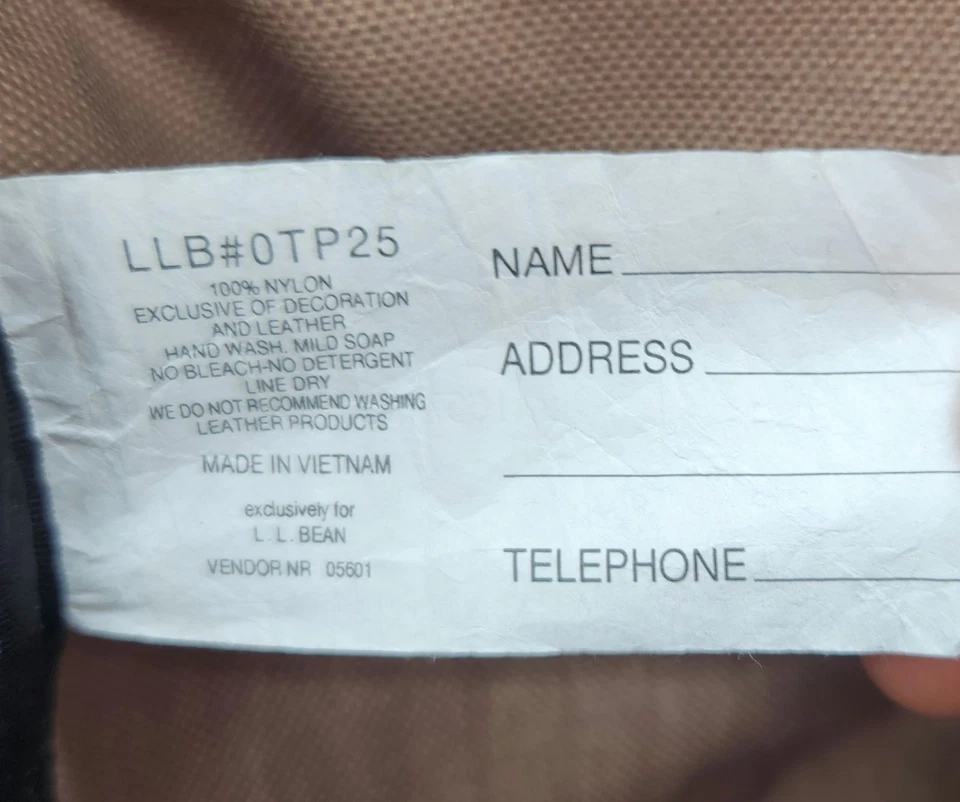 LLB#0TP25
100% NYLON
EXCLUSIVE OF DECORATION
AND LEATHER
HAND WASH. MILD SOAP
NO BLEACH-NO DETERGENT
LINE DRY
WE DO NOT RECOMMEND WASHING
LEATHER PRODUCTS
MADE IN VIETNAM
exclusively for
L. L. BEAN
VENDOR NR 05601
NAME
ADDRESS
TELEPHONE